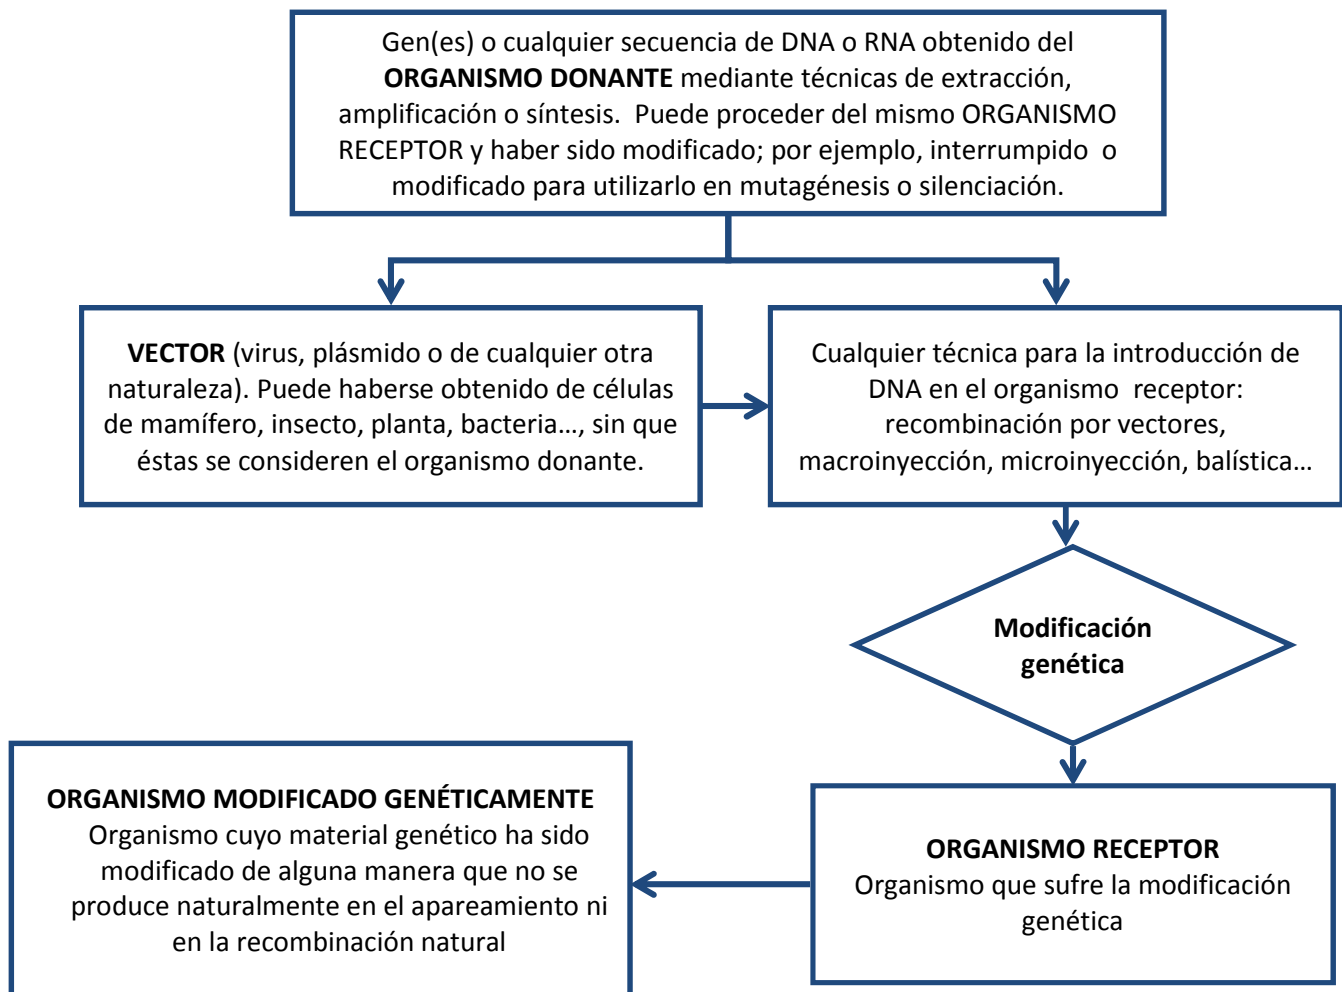 Gen(es) o cualquier secuencia de DNA o RNA obtenido del
ORGANISMO DONANTE mediante técnicas de extracción,
amplificación o síntesis. Puede proceder del mismo ORGANISMO
RECEPTOR y haber sido modificado; por ejemplo, interrumpido o
modificado para utilizarlo en mutagénesis o silenciación.
VECTOR (virus, plásmido o de cualquier otra
naturaleza). Puede haberse obtenido de células
de mamífero, insecto, planta, bacteria…, sin que
éstas se consideren el organismo donante.
Cualquier técnica para la introducción de
DNA en el organismo receptor:
recombinación por vectores,
macroinyección, microinyección, balística…
Modificación
genética
ORGANISMO RECEPTOR
Organismo que sufre la modificación
genética
ORGANISMO MODIFICADO GENÉTICAMENTE
Organismo cuyo material genético ha sido
modificado de alguna manera que no se
produce naturalmente en el apareamiento ni
en la recombinación natural